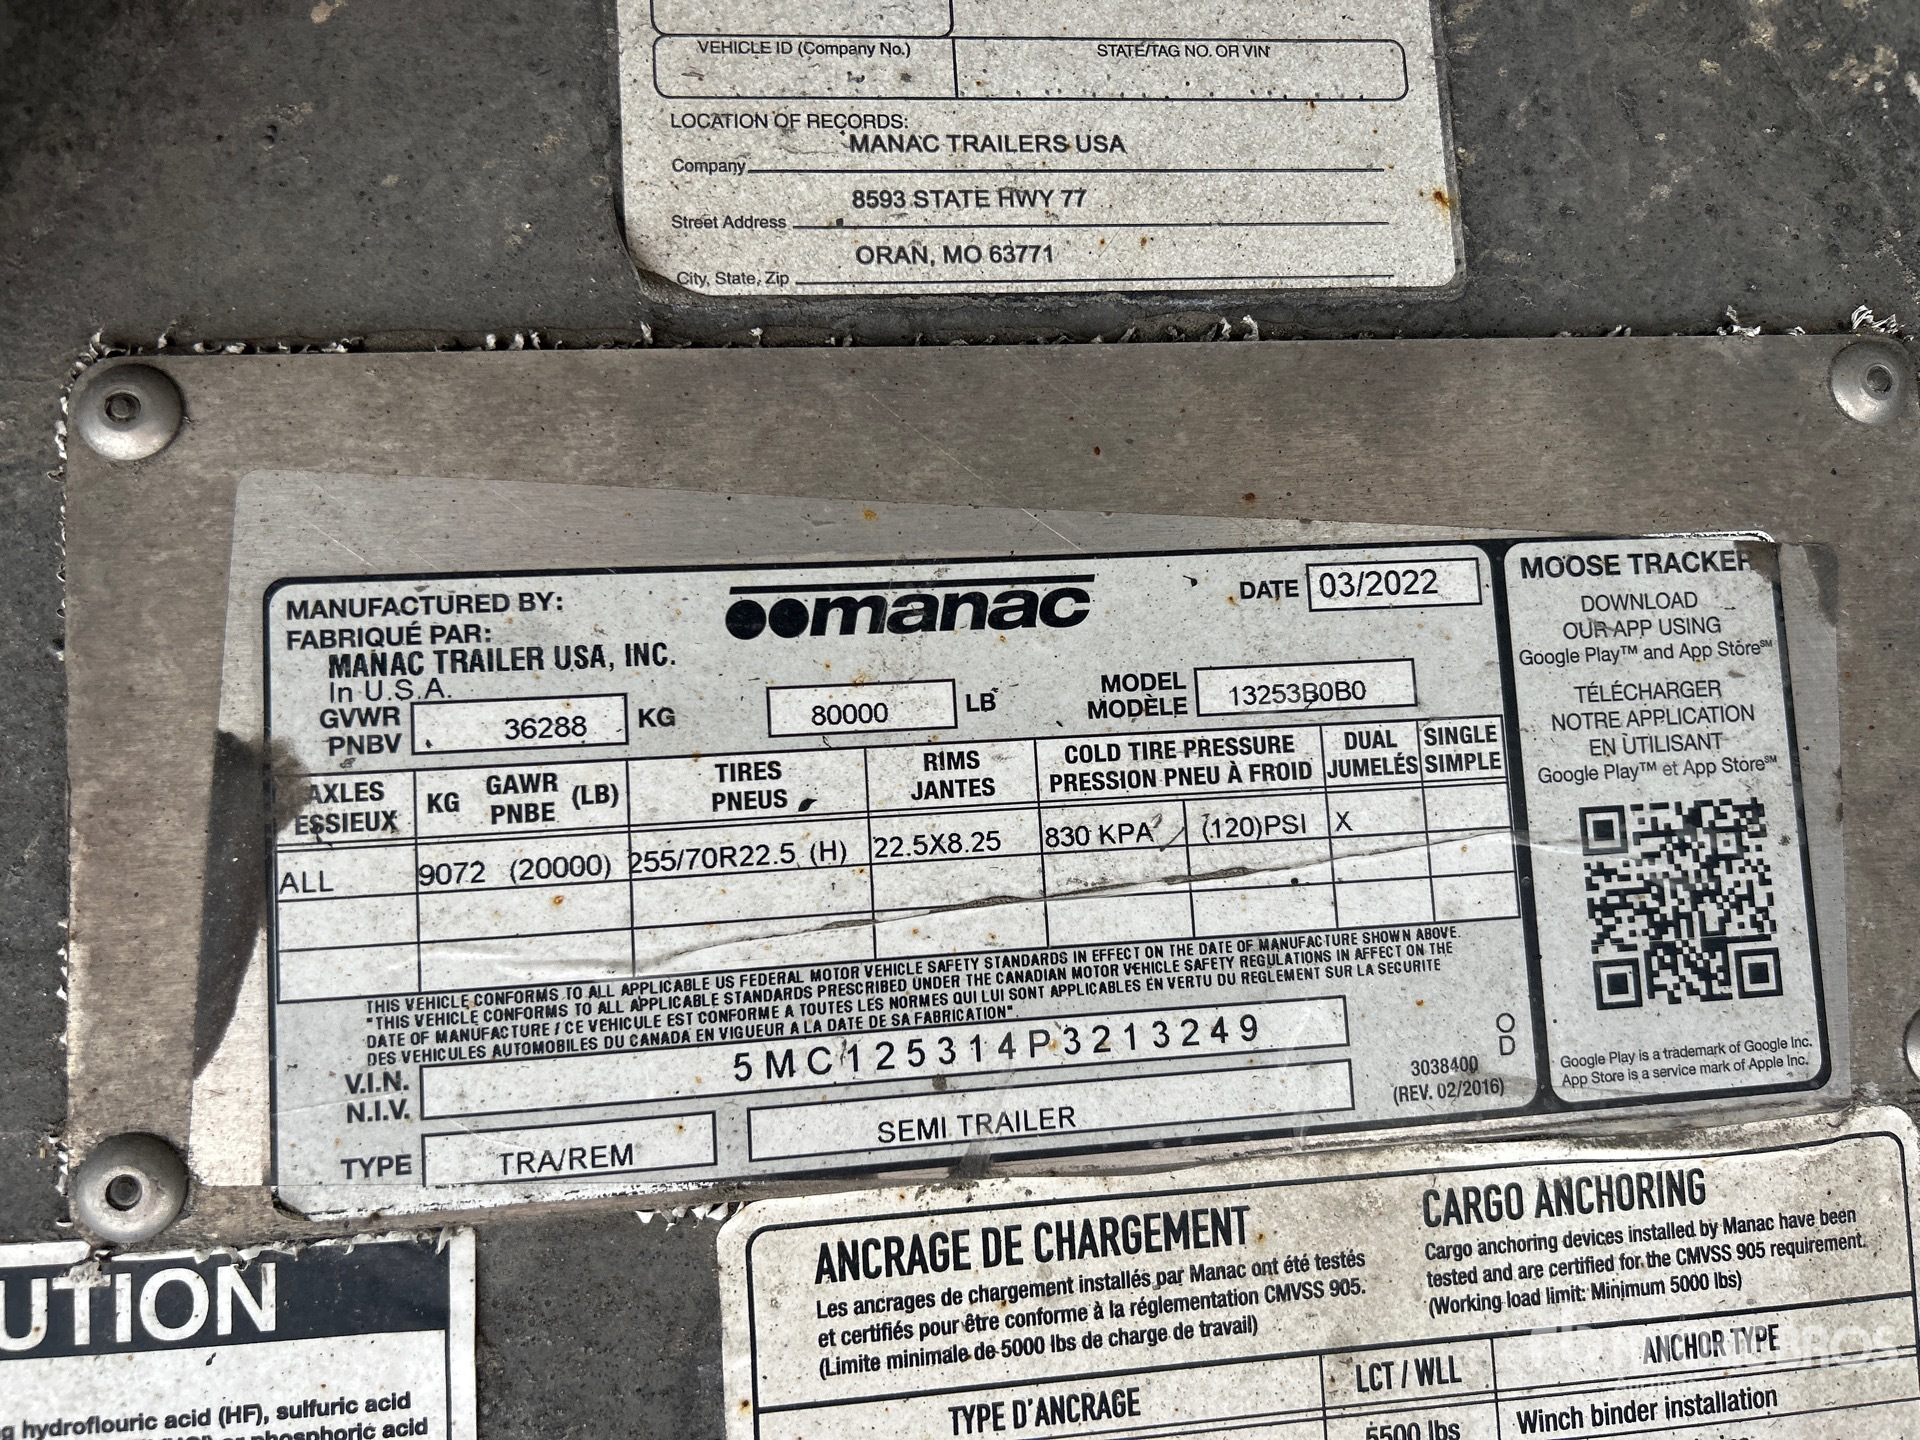 VEHICLE ID (Company No.) STATE/TAG NO. OR VIN
LOCATION OF RECORDS:
MANAC TRAILERS USA
Company
8593 STATE HWY 77
Street Address
ORAN, MO 63771
City, State, Zip
MANUFACTURED BY:
FABRIQUÉ PAR:
MANAC TRAILER USA, INC.
In U.S.A.
manac
DATE 03/2022
GVWR
PNBV
36288 KG
80000 LB
MODEL
MODÈLE
13253B0B0
AXLES
ESSIEUX
KG GAWR (LB)
PNBE
TIRES
PNEUS
RIMS
JANTES
COLD TIRE PRESSURE
PRESSION PNEU À FROID
DUAL
JUMELÉS
SINGLE
SIMPLE
ALL 9072 (20000) 255/70R22.5 (H) 22.5X8.25 830 KPA (120)PSI X
THIS VEHICLE CONFORMS TO ALL APPLICABLE US FEDERAL MOTOR VEHICLE SAFETY STANDARDS IN EFFECT ON THE DATE OF MANUFACTURE SHOWN ABOVE.
"THIS VEHICLE CONFORMS TO ALL APPLICABLE STANDARDS PRESCRIBED UNDER THE CANADIAN MOTOR VEHICLE SAFETY REGULATIONS IN AFFECT ON THE
DATE OF MANUFACTURE / CE VEHICULE EST CONFORME A TOUTES LES NORMES QUI LUI SONT APPLICABLES EN VERTU DU REGLEMENT SUR LA SECURITE
DES VEHICULES AUTOMOBILES DU CANADA EN VIGUEUR A LA DATE DE SA FABRICATION".
V.I.N.
N.I.V.
5MC125314P3213249
TYPE TRA/REM SEMI TRAILER
3038400
(REV. 02/2016)
O
D
MOOSE TRACKER
DOWNLOAD
OUR APP USING
Google Play™ and App Store℠
TÉLÉCHARGER
NOTRE APPLICATION
EN UTILISANT
Google Play™ et App Store℠
Google Play is a trademark of Google Inc.
App Store is a service mark of Apple Inc.
UTION
hydroflouric acid (HF), sulfuric acid
phosphoric acid
ANCRAGE DE CHARGEMENT
Les ancrages de chargement installés par Manac ont été testés
et certifiés pour être conforme à la réglementation CMVSS 905.
(Limite minimale de 5000 lbs de charge de travail)
CARGO ANCHORING
Cargo anchoring devices installed by Manac have been
tested and are certified for the CMVSS 905 requirement.
(Working load limit: Minimum 5000 lbs)
TYPE D'ANCRAGE LCT / WLL ANCHOR TYPE
5500 lbs Winch binder installation